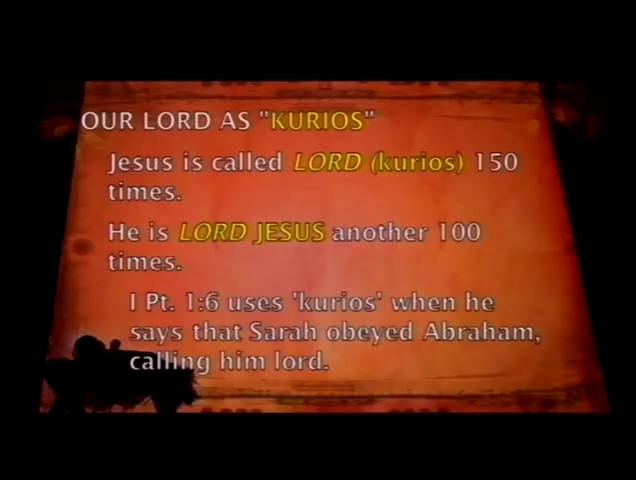 OUR LORD AS "KURIOS"
Jesus is called LORD (kurios) 150
times.
He is LORD JESUS another 100
times.
I Pt. 1:6 uses 'kurios' when he
says that Sarah obeyed Abraham,
calling him lord.